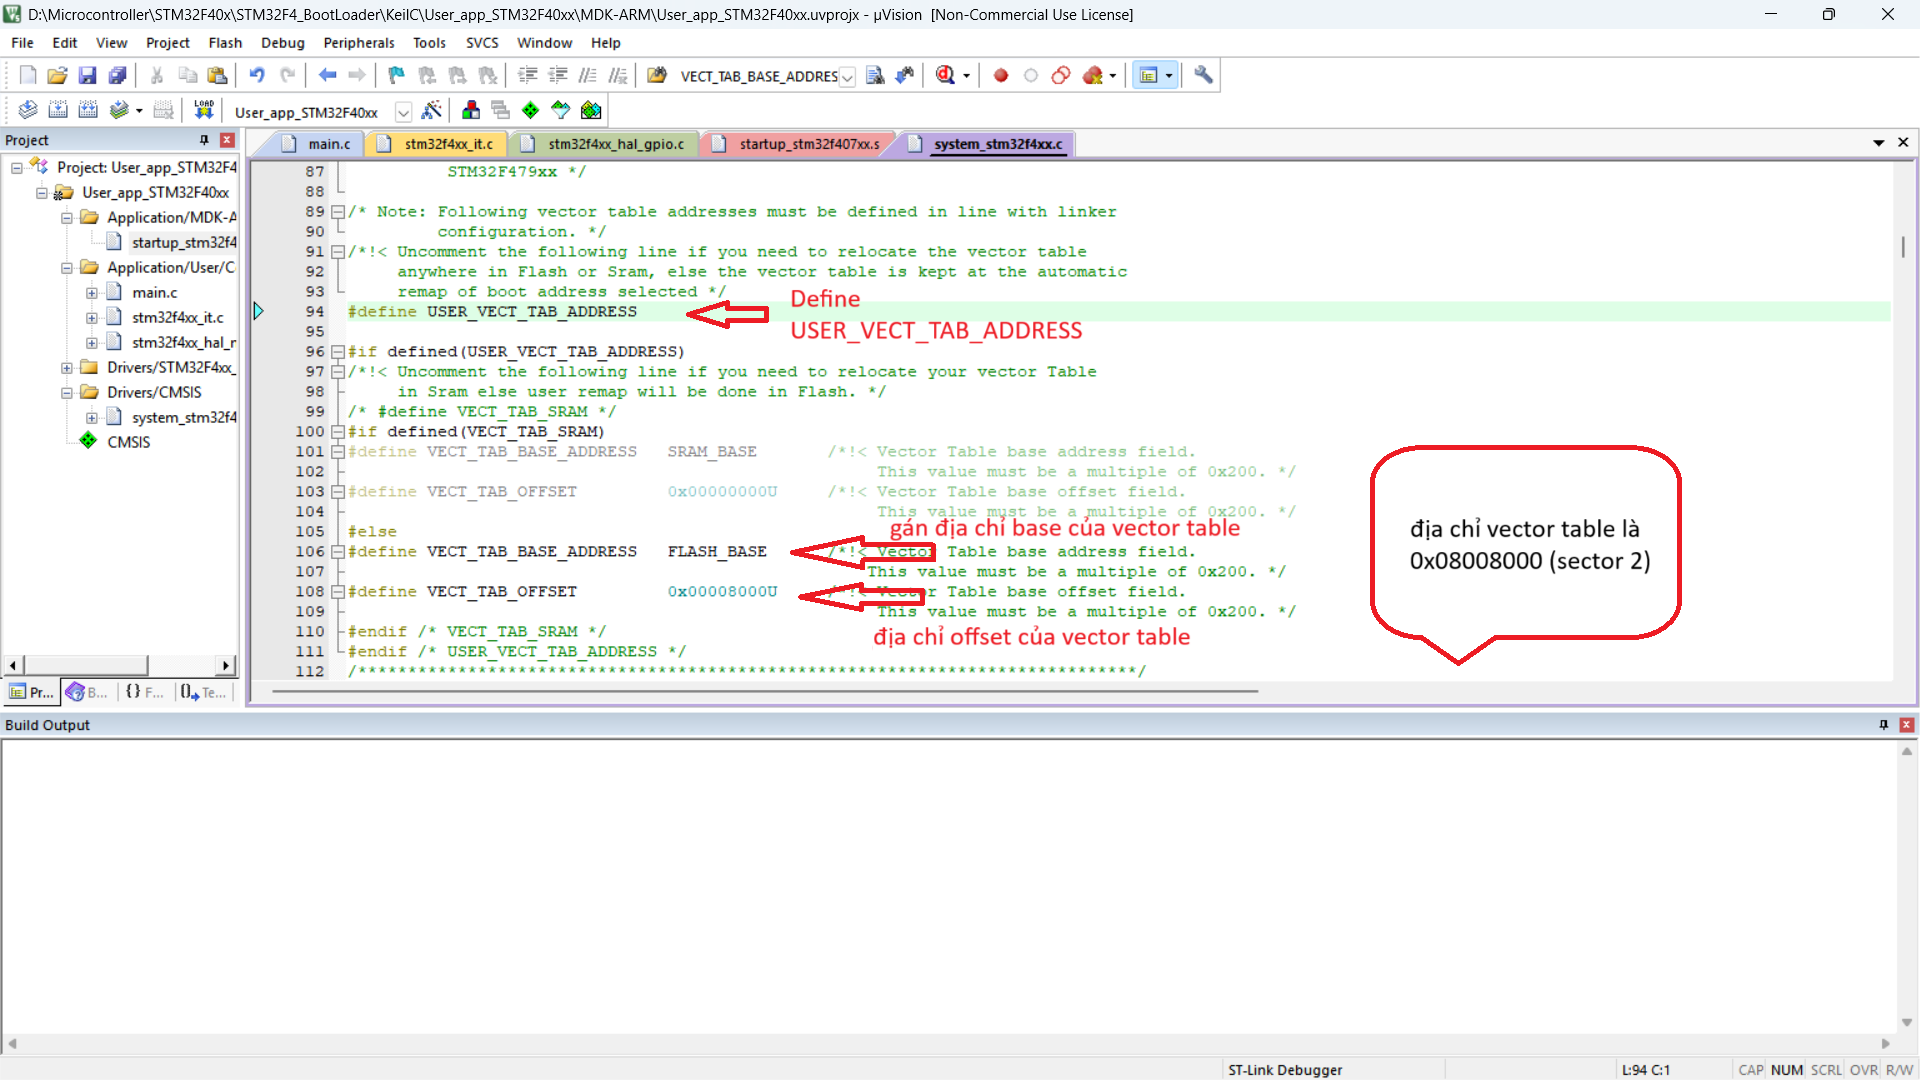 D:\Microcontroller\STM32F40x\STM32F4_BootLoader\KeilC\User_app_STM32F40xx\MDK-ARM\User_app_STM32F40xx.uvprojx - µVision  [Non-Commercial Use License]
File Edit View Project Flash Debug Peripherals Tools SVCS Window Help
VECT_TAB_BASE_ADDRES
LOAD User_app_STM32F40xx
Project
Project: User_app_STM32F4
User_app_STM32F40xx
Application/MDK-A
startup_stm32f4
Application/User/C
main.c
stm32f4xx_it.c
stm32f4xx_hal_r
Drivers/STM32F4xx_
Drivers/CMSIS
system_stm32f4
CMSIS
Pr... B... {} F... Te...
main.c stm32f4xx_it.c stm32f4xx_hal_gpio.c startup_stm32f407xx.s system_stm32f4xx.c
87 STM32F479xx */
88
89 /* Note: Following vector table addresses must be defined in line with linker
90 configuration. */
91 /*!< Uncomment the following line if you need to relocate the vector table
92 anywhere in Flash or Sram, else the vector table is kept at the automatic
93 remap of boot address selected */
94 #define USER_VECT_TAB_ADDRESS
Define
USER_VECT_TAB_ADDRESS
95
96 #if defined(USER_VECT_TAB_ADDRESS)
97 /*!< Uncomment the following line if you need to relocate your vector Table
98 in Sram else user remap will be done in Flash. */
99 /* #define VECT_TAB_SRAM */
100 #if defined(VECT_TAB_SRAM)
101 #define VECT_TAB_BASE_ADDRESS SRAM_BASE /*!< Vector Table base address field.
102 This value must be a multiple of 0x200. */
103 #define VECT_TAB_OFFSET 0x00000000U /*!< Vector Table base offset field.
104 This value must be a multiple of 0x200. */
105 #else
gán địa chỉ base của vector table
106 #define VECT_TAB_BASE_ADDRESS FLASH_BASE /*!< Vector Table base address field.
107 This value must be a multiple of 0x200. */
108 #define VECT_TAB_OFFSET 0x00008000U /*!< Vector Table base offset field.
109 This value must be a multiple of 0x200. */
110 #endif /* VECT_TAB_SRAM */
địa chỉ offset của vector table
111 #endif /* USER_VECT_TAB_ADDRESS */
112 /******************************************************************************/
địa chỉ vector table là
0x08008000 (sector 2)
Build Output
ST-Link Debugger L:94 C:1 CAP NUM SCRL OVR R/W